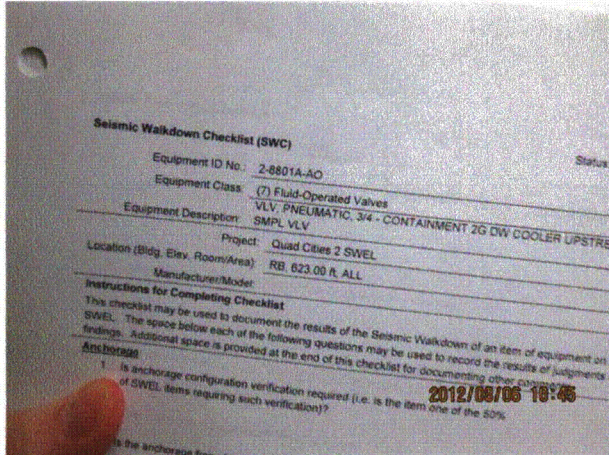 Seismic Walkdown Checklist (SWC)
Status
Equipment ID No.: 2-8801A-AO
Equipment Class: (7) Fluid-Operated Valves
Equipment Description: VLV, PNEUMATIC, 3/4 - CONTAINMENT 2G DW COOLER UPSTRE
SMPL VLV
Project: Quad Cities 2 SWEL
Location (Bldg, Elev, Room/Area): RB, 623.00 ft, ALL
Manufacturer/Model:
Instructions for Completing Checklist
This checklist may be used to document the results of the Seismic Walkdown of an item of equipment on
SWEL. The space below each of the following questions may be used to record the results of judgments
findings. Additional space is provided at the end of this checklist for documenting other
Anchorage
1. Is anchorage configuration verification required (i.e. is the item one of the 50%
of SWEL items requiring such verification)?
2012/08/06 18:45
Is the anchorage